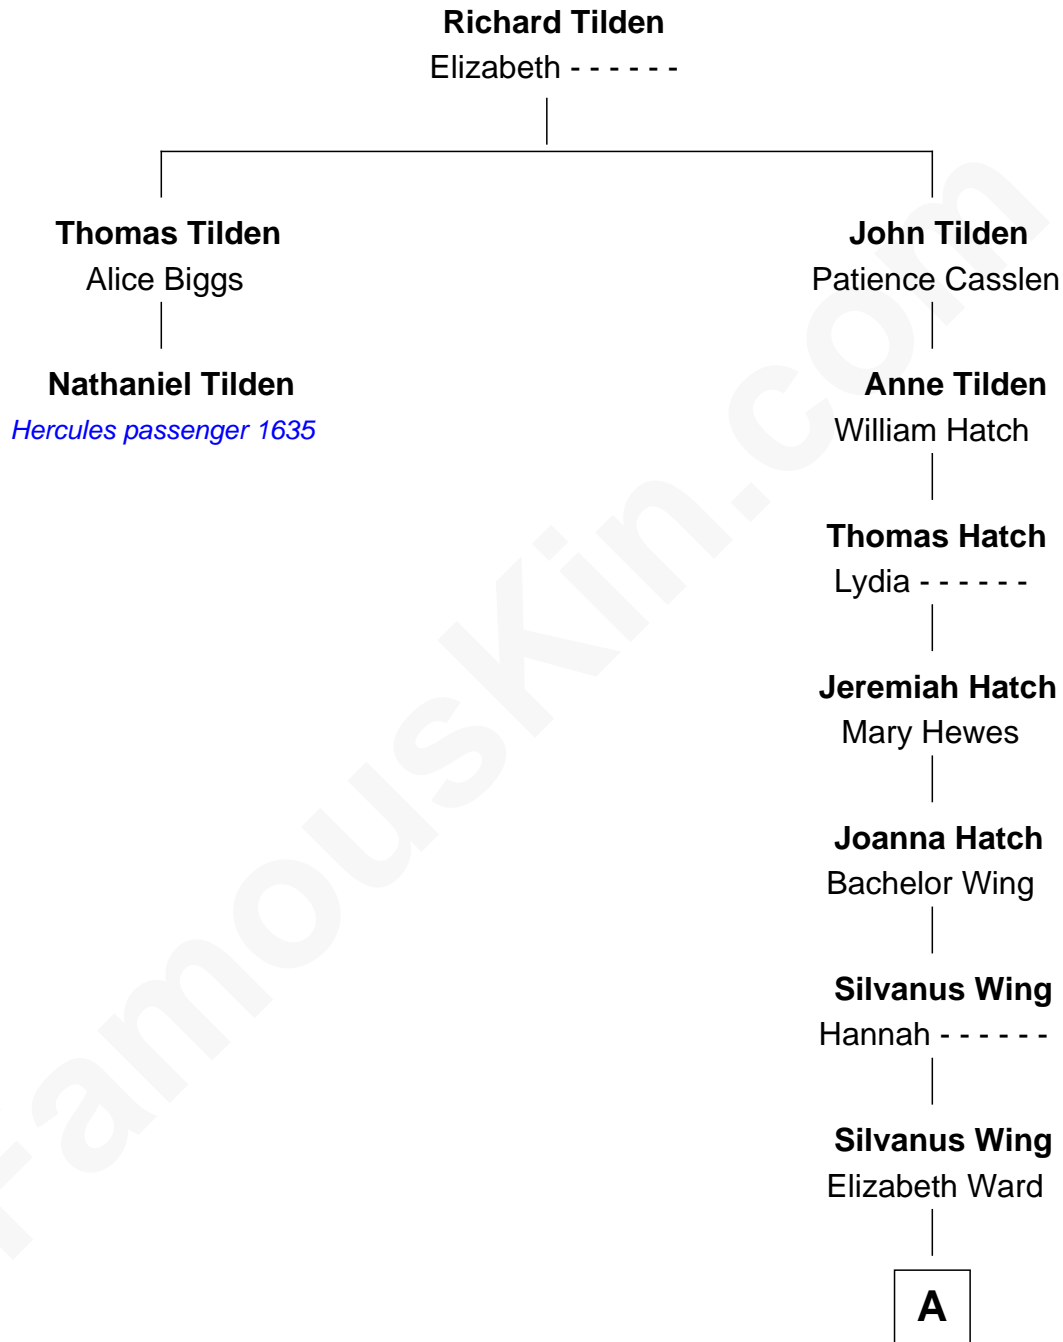 Richard Tilden
Elizabeth - - - - - -
Thomas Tilden
Alice Biggs
Nathaniel Tilden
Hercules passenger 1635
John Tilden
Patience Casslen
Anne Tilden
William Hatch
Thomas Hatch
Lydia - - - - - -
Jeremiah Hatch
Mary Hewes
Joanna Hatch
Bachelor Wing
Silvanus Wing
Hannah - - - - - -
Silvanus Wing
Elizabeth Ward
A
FamousKin.com